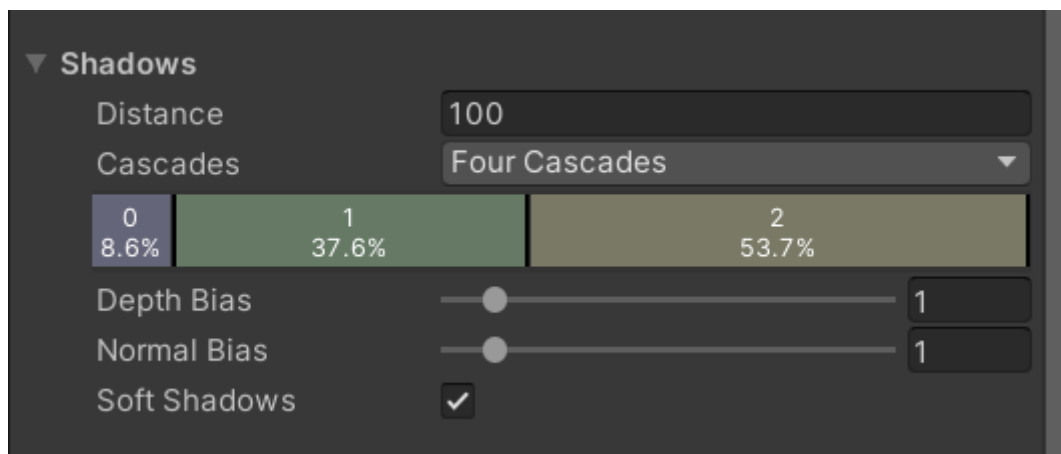 Shadows
Distance 100
Cascades Four Cascades
0 1 2
8.6% 37.6% 53.7%
Depth Bias 1
Normal Bias 1
Soft Shadows